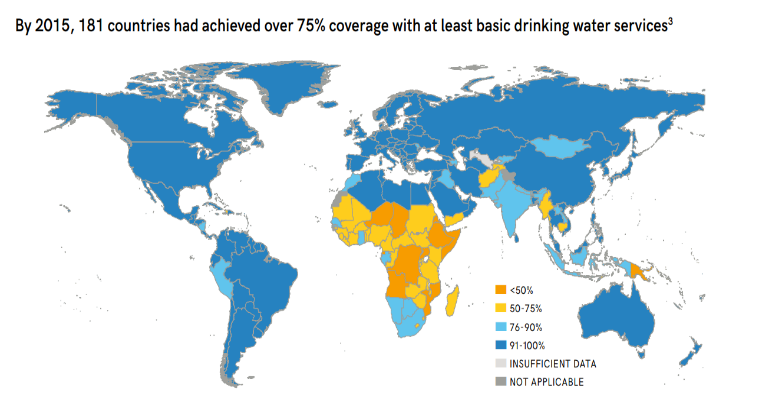 By 2015, 181 countries had achieved over 75% coverage with at least basic drinking water services³
<50%
50-75%
76-90%
91-100%
INSUFFICIENT DATA
NOT APPLICABLE